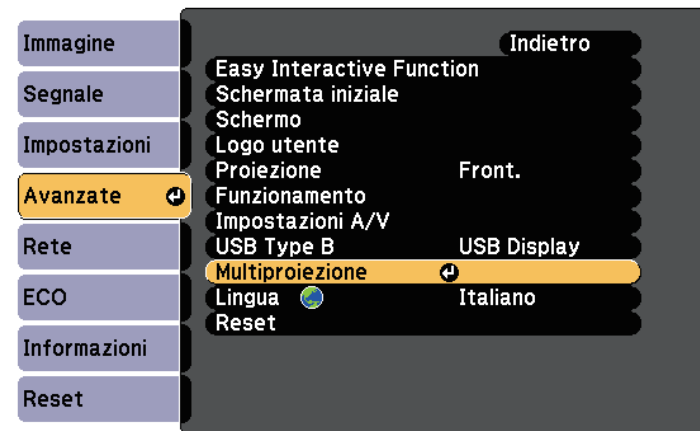 Immagine
Segnale
Impostazioni
Avanzate
Rete
ECO
Informazioni
Reset
Indietro
Easy Interactive Function
Schermata iniziale
Schermo
Logo utente
Proiezione Front.
Funzionamento
Impostazioni A/V
USB Type B USB Display
Multiproiezione
Lingua Italiano
Reset